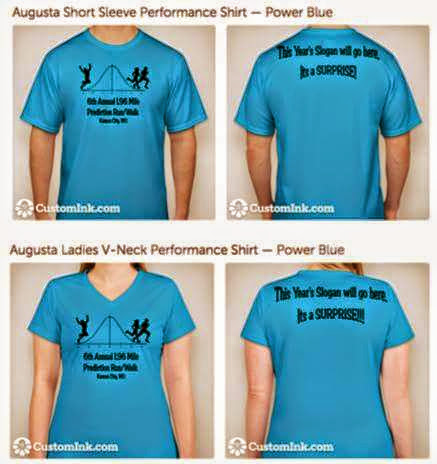 Augusta Short Sleeve Performance Shirt — Power Blue
6th Annual 1.96 Mile
Prediction Run/Walk
Kansas City, MO
This Year's Slogan will go here.
Its a SURPRISE!
CustomInk.com
CustomInk.com
Augusta Ladies V-Neck Performance Shirt — Power Blue
6th Annual 1.96 Mile
Prediction Run/Walk
Kansas City, MO
This Year's Slogan will go here.
Its a SURPRISE!!!
CustomInk.com
CustomInk.com